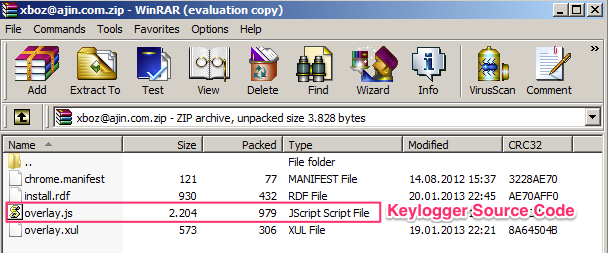 xboz@ajin.com.zip - WinRAR (evaluation copy)
File Commands Tools Favorites Options Help
Add Extract To Test View Delete Find Wizard Info VirusScan Comment
xboz@ajin.com.zip - ZIP archive, unpacked size 3.828 bytes
Name Size Packed Type Modified CRC32
.. File folder
chrome.manifest 121 77 MANIFEST File 14.08.2012 15:37 3228AE70
install.rdf 930 432 RDF File 20.01.2013 22:45 AE70AFF0
overlay.js 2.204 979 JScript Script File Keylogger Source Code
overlay.xul 573 306 XUL File 19.01.2013 22:21 8A64504B